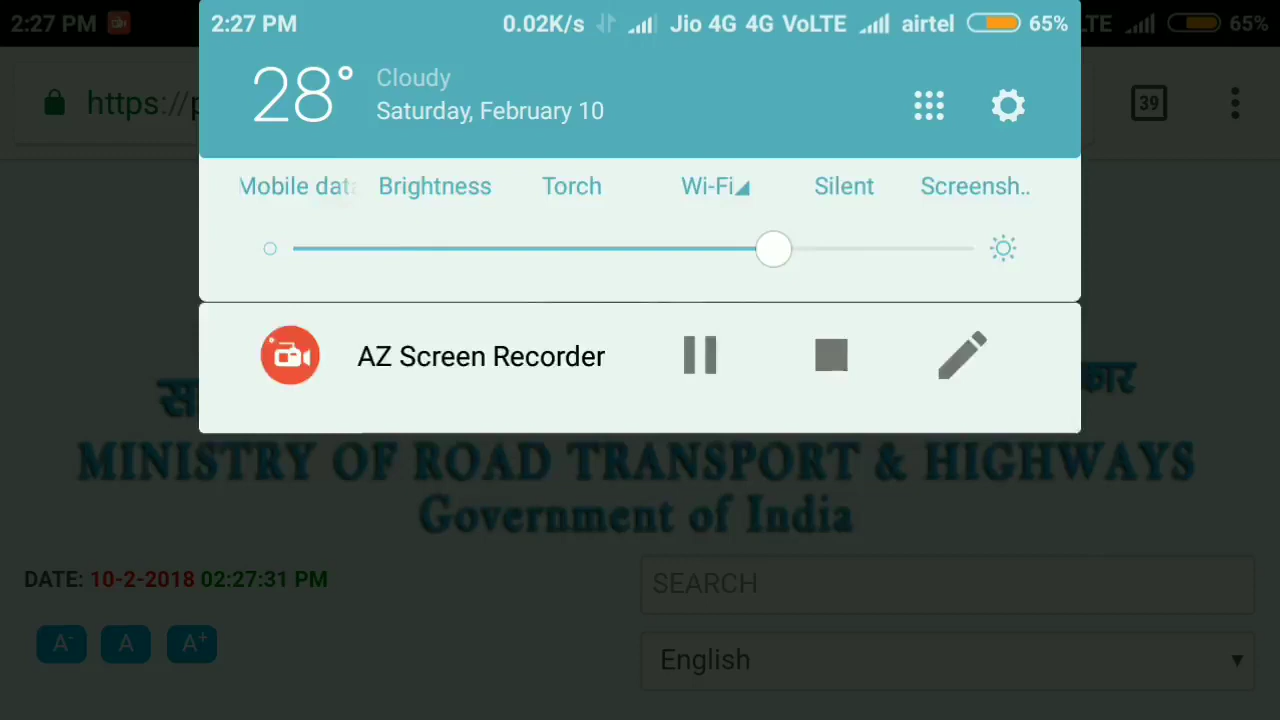 2:27 PM
2:27 PM 0.02K/s Jio 4G 4G VoLTE airtel 65%
LTE 65%
28° Cloudy
Saturday, February 10
https://p
39
Mobile data Brightness Torch Wi-Fi Silent Screensh..
AZ Screen Recorder
MINISTRY OF ROAD TRANSPORT & HIGHWAYS
Government of India
DATE: 10-2-2018 02:27:31 PM
SEARCH
A- A A+
English